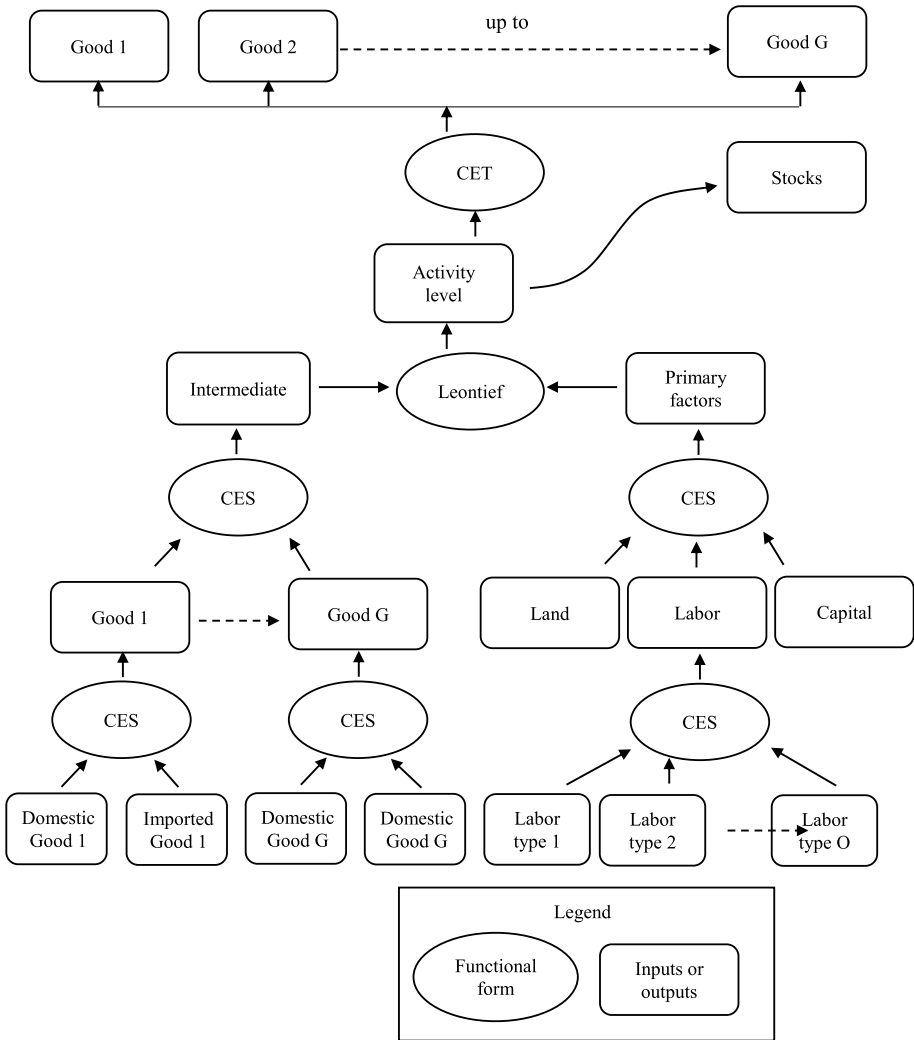 Good 1
Good 2
up to
Good G
CET
Stocks
Activity
level
Intermediate
Leontief
Primary
factors
CES
CES
Good 1
Good G
Land
Labor
Capital
CES
CES
CES
Domestic
Good 1
Imported
Good 1
Domestic
Good G
Domestic
Good G
Labor
type 1
Labor
type 2
Labor
type O
Legend
Functional
form
Inputs or
outputs